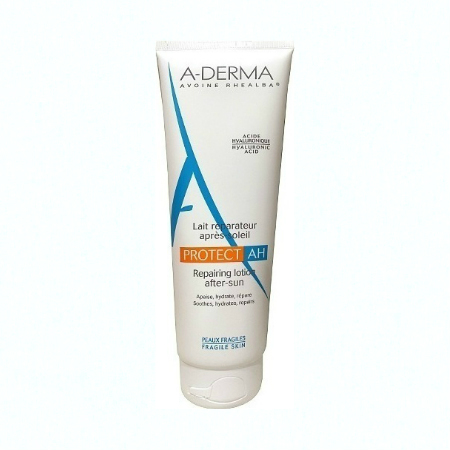 A-DERMA
AVOINE RHEALBA®
ACIDE
HYALURONIQUE
HYALURONIC
ACID
Lait réparateur
après-soleil
PROTECT AH
Repairing lotion
after-sun
Apaise, hydrate, répare
Soothes, hydrates, repairs
PEAUX FRAGILES
FRAGILE SKIN